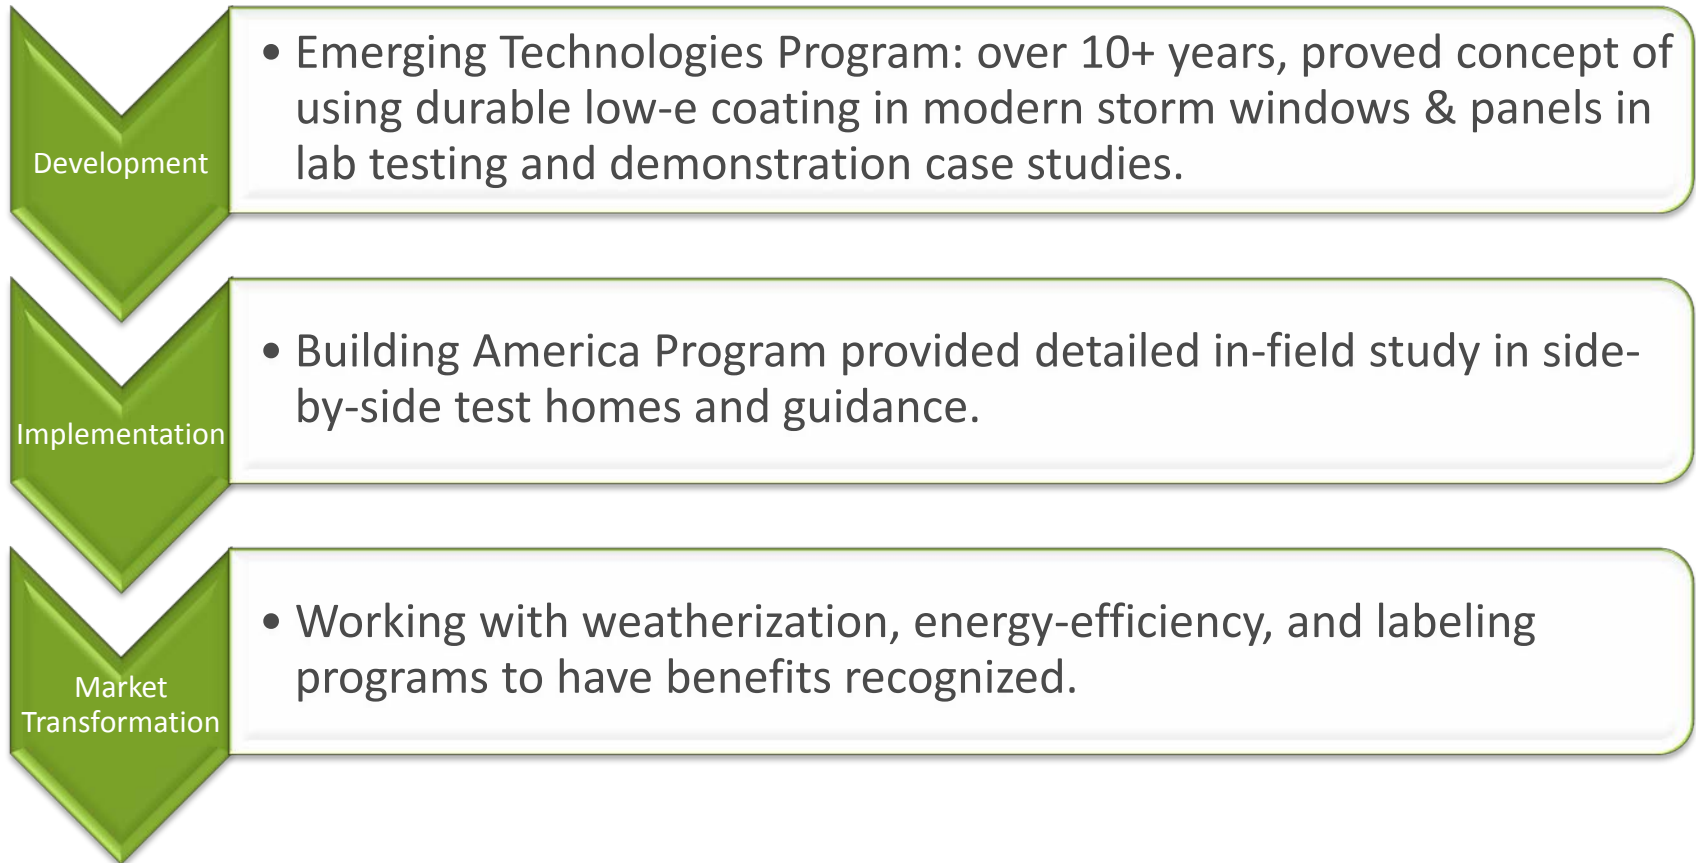 Development
• Emerging Technologies Program: over 10+ years, proved concept of
using durable low-e coating in modern storm windows & panels in
lab testing and demonstration case studies.
Implementation
• Building America Program provided detailed in-field study in side-
by-side test homes and guidance.
Market
Transformation
• Working with weatherization, energy-efficiency, and labeling
programs to have benefits recognized.